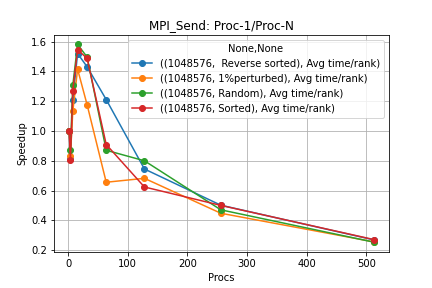 MPI_Send: Proc-1/Proc-N
None,None
((1048576,  Reverse sorted), Avg time/rank)
((1048576, 1%perturbed), Avg time/rank)
((1048576, Random), Avg time/rank)
((1048576, Sorted), Avg time/rank)
Speedup
1.6
1.4
1.2
1.0
0.8
0.6
0.4
0.2
0 100 200 300 400 500
Procs